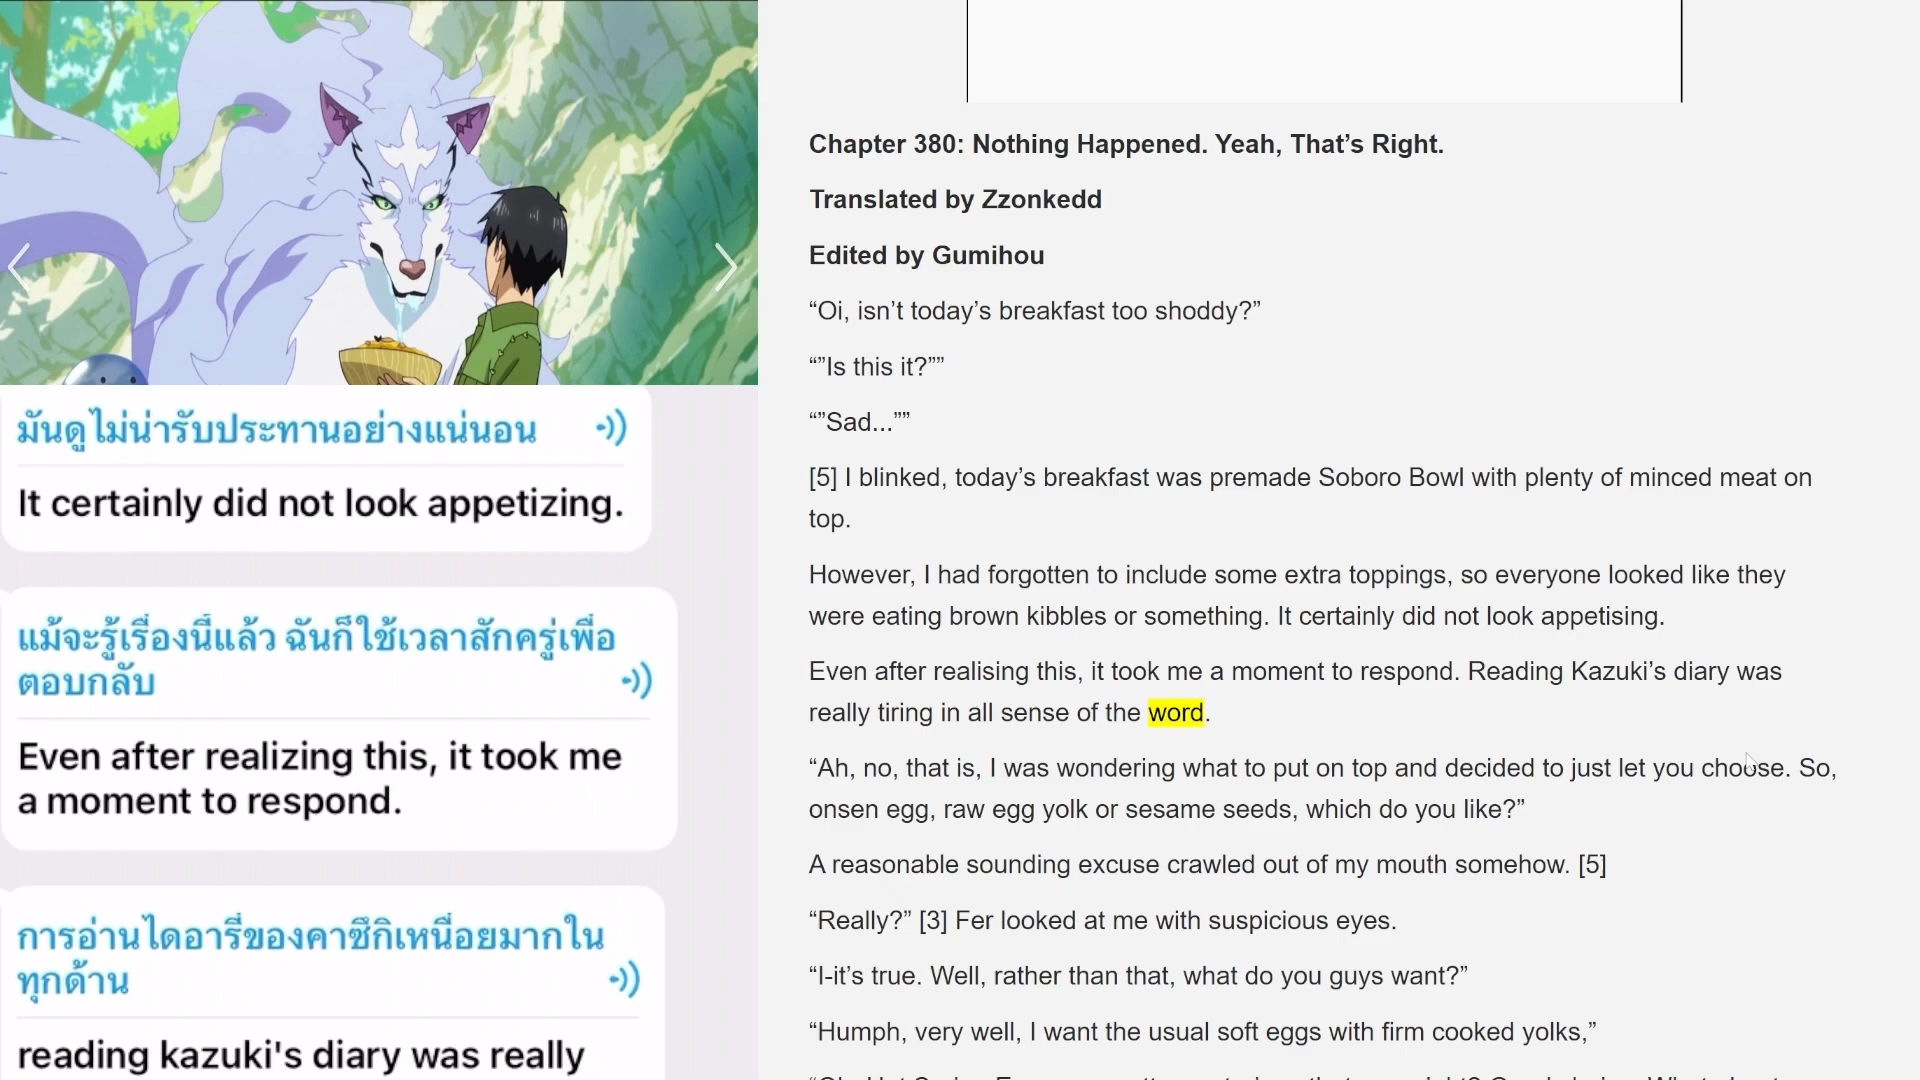 มันดูไม่น่ารับประทานอย่างแน่นอน
It certainly did not look appetizing.
แม้จะรู้เรื่องนี้แล้ว ฉันก็ใช้เวลาสักครู่เพื่อ
ตอบกลับ
Even after realizing this, it took me
a moment to respond.
การอ่านไดอารี่ของคาซึกิเหนื่อยมากใน
ทุกด้าน
reading kazuki's diary was really
Chapter 380: Nothing Happened. Yeah, That’s Right.
Translated by Zzonkedd
Edited by Gumihou
“Oi, isn’t today’s breakfast too shoddy?”
“”Is this it?””
“”Sad...””
[5] I blinked, today’s breakfast was premade Soboro Bowl with plenty of minced meat on
top.
However, I had forgotten to include some extra toppings, so everyone looked like they
were eating brown kibbles or something. It certainly did not look appetising.
Even after realising this, it took me a moment to respond. Reading Kazuki’s diary was
really tiring in all sense of the word.
“Ah, no, that is, I was wondering what to put on top and decided to just let you choose. So,
onsen egg, raw egg yolk or sesame seeds, which do you like?”
A reasonable sounding excuse crawled out of my mouth somehow. [5]
“Really?” [3] Fer looked at me with suspicious eyes.
“I-it’s true. Well, rather than that, what do you guys want?”
“Humph, very well, I want the usual soft eggs with firm cooked yolks,”